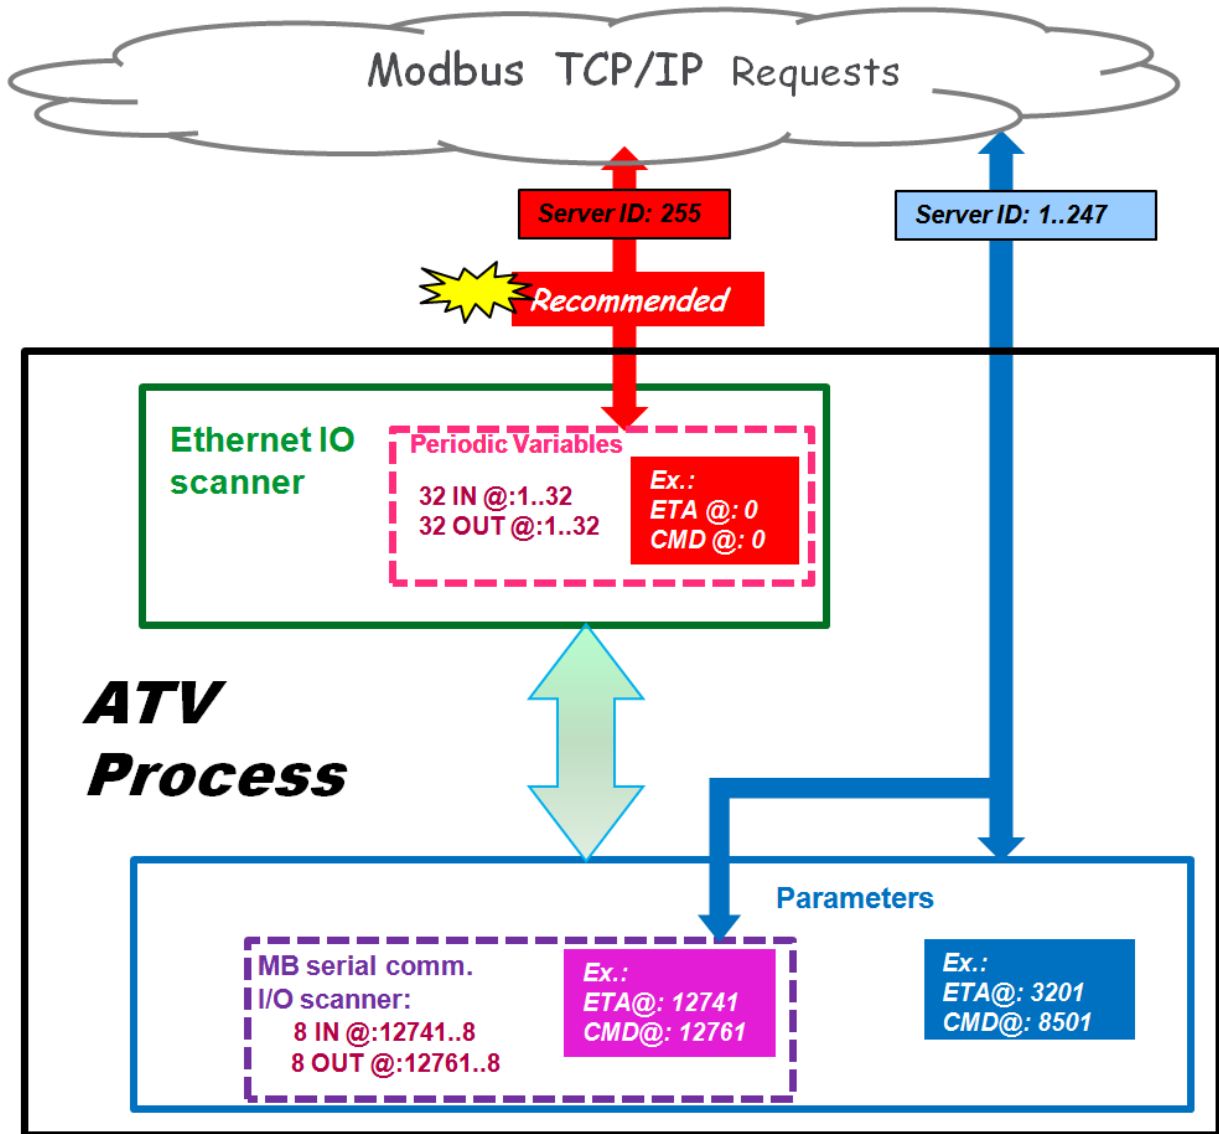 Modbus TCP/IP Requests
Server ID: 255
Server ID: 1..247
Recommended
Ethernet IO
scanner
Periodic Variables
32 IN @:1..32
32 OUT @:1..32
Ex.:
ETA @: 0
CMD @: 0
ATV
Process
Parameters
MB serial comm.
I/O scanner:
8 IN @:12741..8
8 OUT @:12761..8
Ex.:
ETA@: 12741
CMD@: 12761
Ex.:
ETA@: 3201
CMD@: 8501